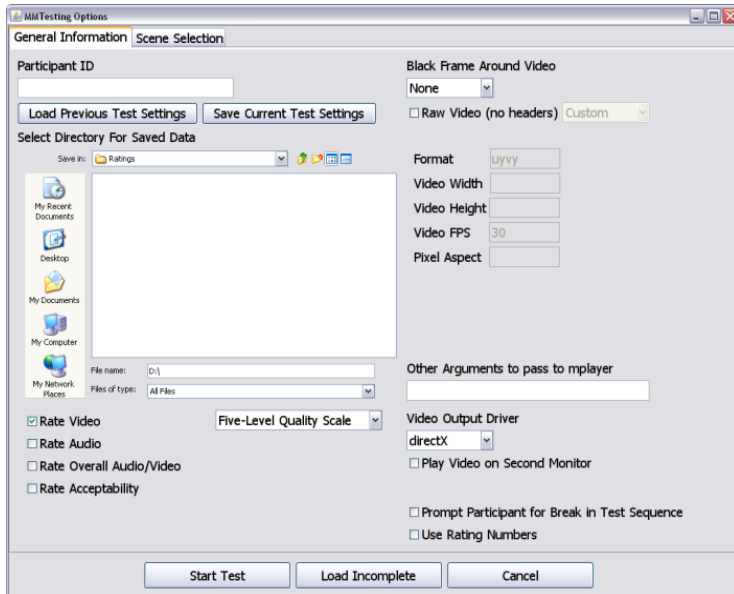 MMTesting Options
General Information Scene Selection
Participant ID
Load Previous Test Settings Save Current Test Settings
Select Directory For Saved Data
Save in: Ratings
My Recent Documents
Desktop
My Documents
My Computer
My Network Places
File name: D:\
Files of type: All Files
Rate Video Five-Level Quality Scale
Rate Audio
Rate Overall Audio/Video
Rate Acceptability
Black Frame Around Video
None
Raw Video (no headers) Custom
Format uyvy
Video Width
Video Height
Video FPS 30
Pixel Aspect
Other Arguments to pass to mplayer
Video Output Driver
directX
Play Video on Second Monitor
Prompt Participant for Break in Test Sequence
Use Rating Numbers
Start Test Load Incomplete Cancel